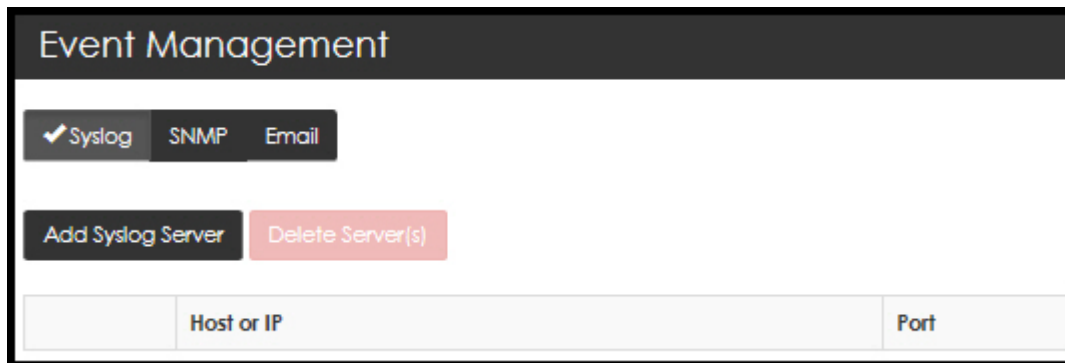 Event Management
Syslog SNMP Email
Add Syslog Server Delete Server(s)
Host or IP Port